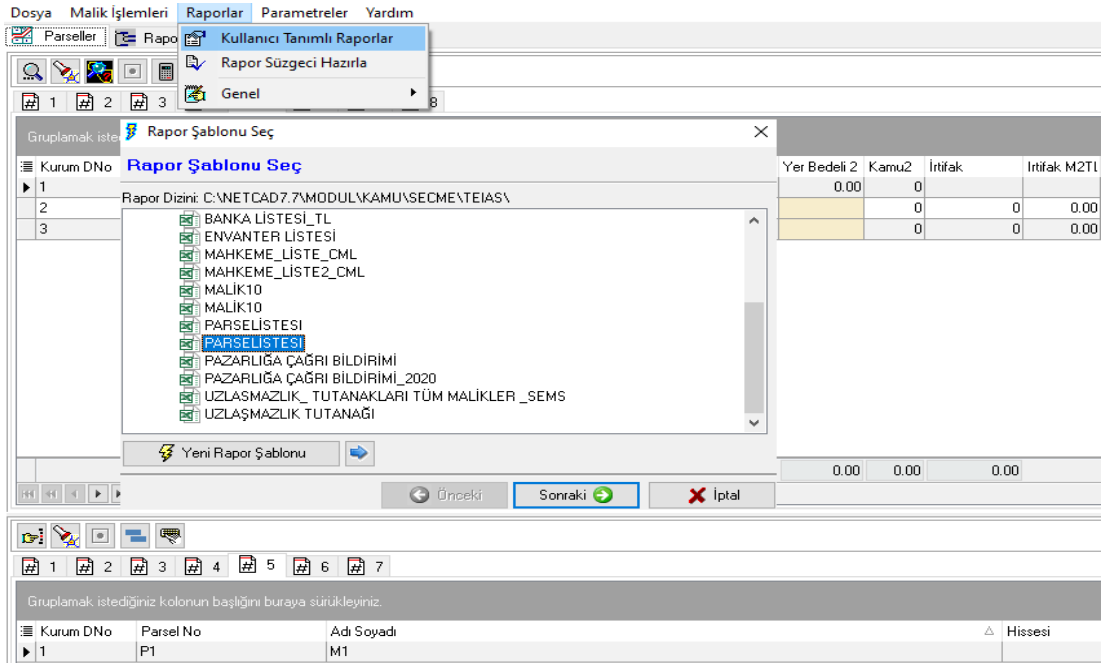 Dosya Malik İşlemleri Raporlar Parametreler Yardım
Parseller Rapo
Kullanıcı Tanımlı Raporlar
Rapor Süzgeci Hazırla
Genel
1 2 3 8
Gruplamak iste
Rapor Şablonu Seç
Rapor Şablonu Seç
Kurum DNo Yer Bedeli 2 Kamu2 İrtifak Irtifak M2TL
1 0.00 0
2 0 0 0.00
3 0 0 0.00
Rapor Dizini: C:\NETCAD7.7\MODUL\KAMU\SECME\TEIAS\
BANKA LİSTESİ_TL
ENVANTER LİSTESİ
MAHKEME_LİSTE_CML
MAHKEME_LİSTE2_CML
MALİK10
MALİK10
PARSELİSTESI
PARSELİSTESI
PAZARLIĞA ÇAĞRI BİLDİRİMİ
PAZARLIĞA ÇAĞRI BİLDİRİMİ_2020
UZLASMAZLIK_ TUTANAKLARI TÜM MALİKLER _SEMS
UZLAŞMAZLIK TUTANAĞI
Yeni Rapor Şablonu
0.00 0.00 0.00
Önceki Sonraki İptal
1 2 3 4 5 6 7
Gruplamak istediğiniz kolonun başlığını buraya sürükleyiniz.
Kurum DNo Parsel No Adı Soyadı Hissesi
1 P1 M1